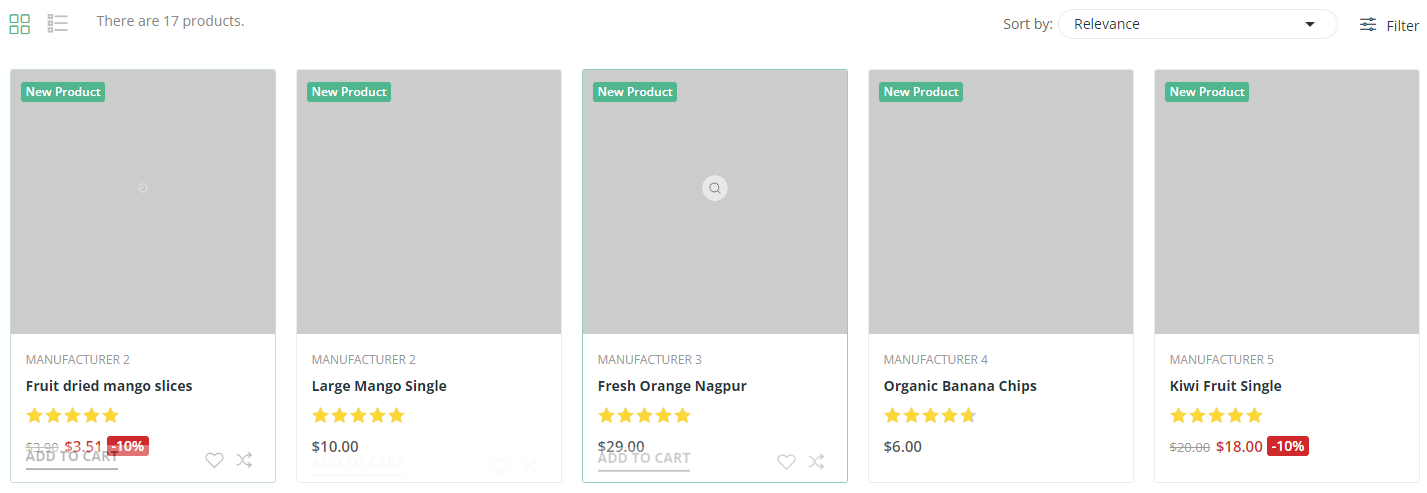 There are 17 products.
Sort by: Relevance Filter
New Product
MANUFACTURER 2
Fruit dried mango slices
$3.90 $3.51 -10%
ADD TO CART
New Product
MANUFACTURER 2
Large Mango Single
$10.00
ADD TO CART
New Product
MANUFACTURER 3
Fresh Orange Nagpur
$29.00
ADD TO CART
New Product
MANUFACTURER 4
Organic Banana Chips
$6.00
New Product
MANUFACTURER 5
Kiwi Fruit Single
$20.00 $18.00 -10%